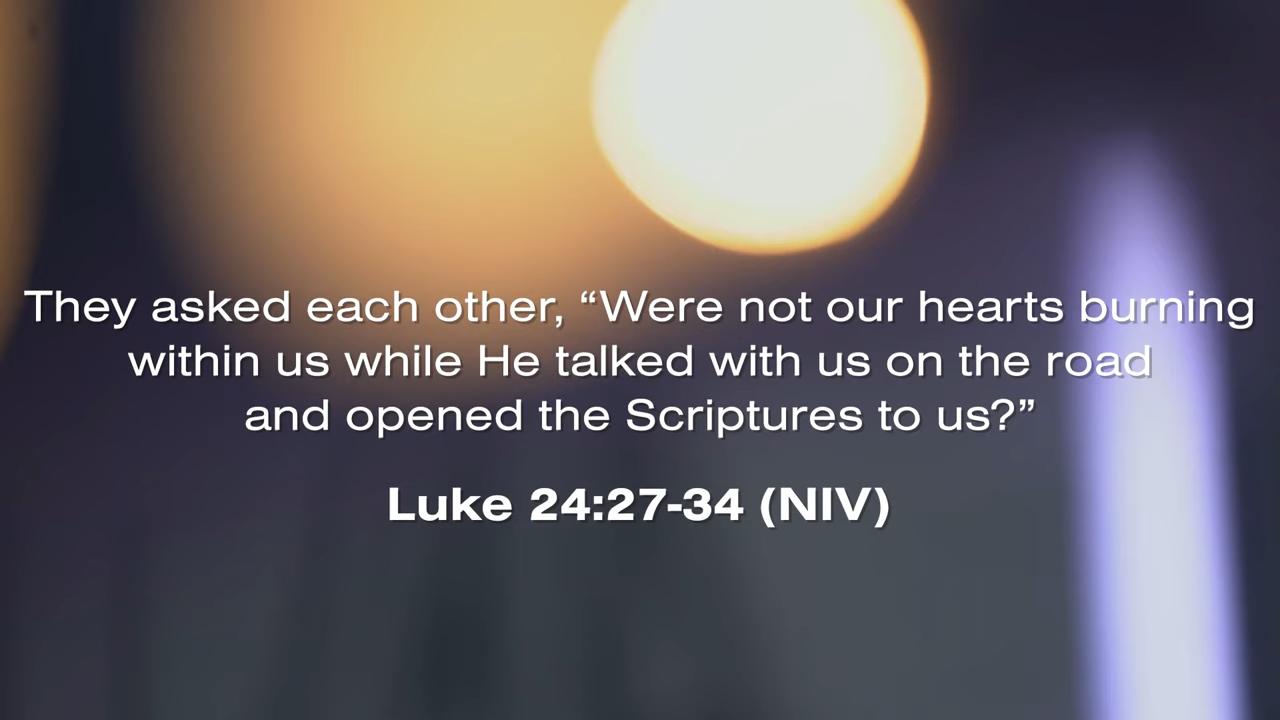 They asked each other, “Were not our hearts burning
within us while He talked with us on the road
and opened the Scriptures to us?”
Luke 24:27-34 (NIV)